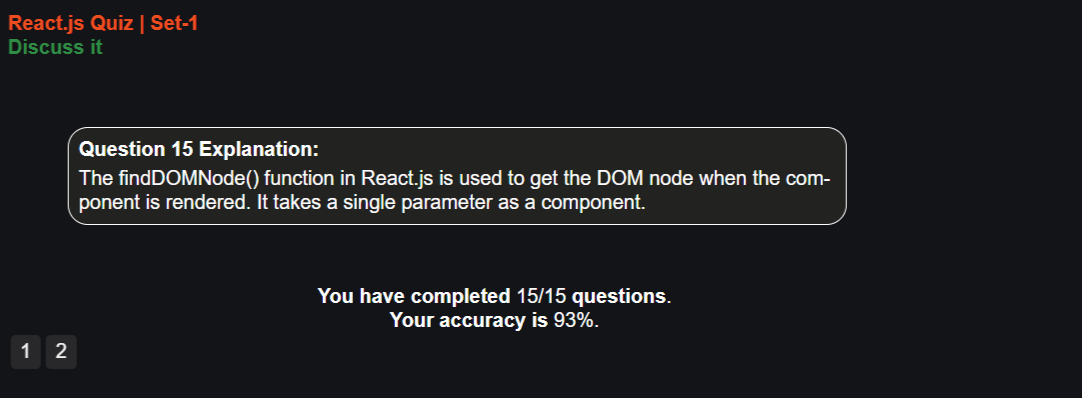 React.js Quiz | Set-1
Discuss it
Question 15 Explanation:
The findDOMNode() function in React.js is used to get the DOM node when the com-
ponent is rendered. It takes a single parameter as a component.
You have completed 15/15 questions.
Your accuracy is 93%.
1 2